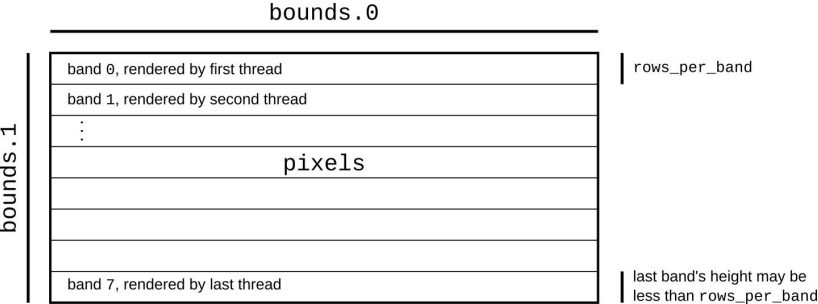 bounds.0
band 0, rendered by first thread
rows_per_band
band 1, rendered by second thread
⋮
bounds.1
pixels
band 7, rendered by last thread
last band's height may be
less than rows_per_band